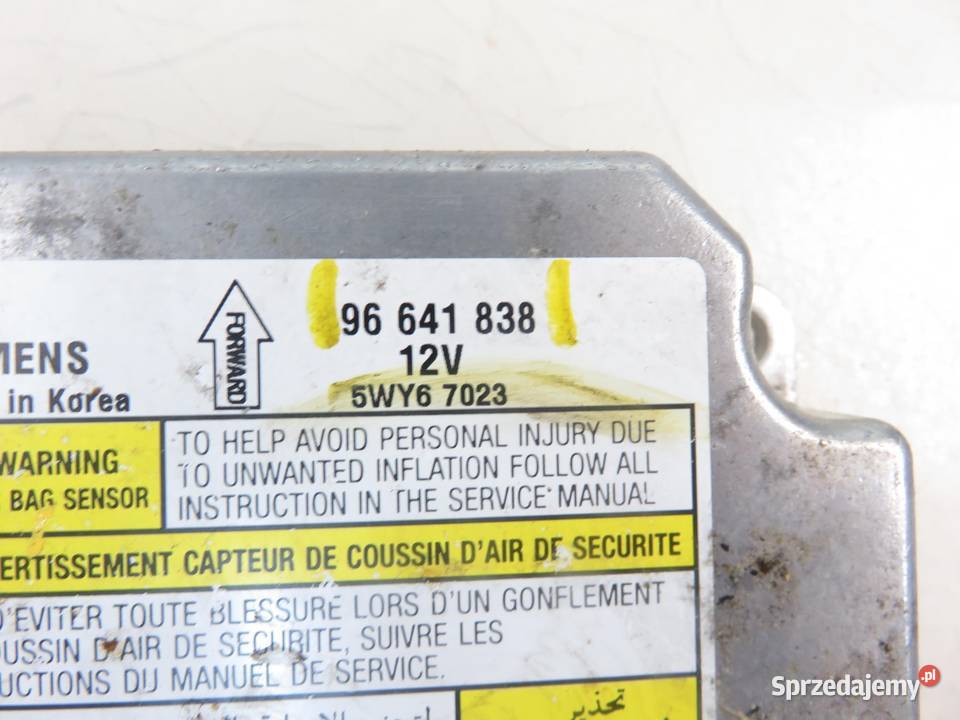 FORWARD
96 641 838
12V
5WY6 7023
MENS
in Korea
WARNING
BAG SENSOR
TO HELP AVOID PERSONAL INJURY DUE
TO UNWANTED INFLATION FOLLOW ALL
INSTRUCTION IN THE SERVICE MANUAL
ERTISSEMENT CAPTEUR DE COUSSIN D'AIR DE SECURITE
D'EVITER TOUTE BLESSURE LORS D'UN GONFLEMENT
OUSSIN D'AIR DE SECURITE, SUIVRE LES
UCTIONS DU MANUEL DE SERVICE.
تحذير
Sprzedajemy.pl